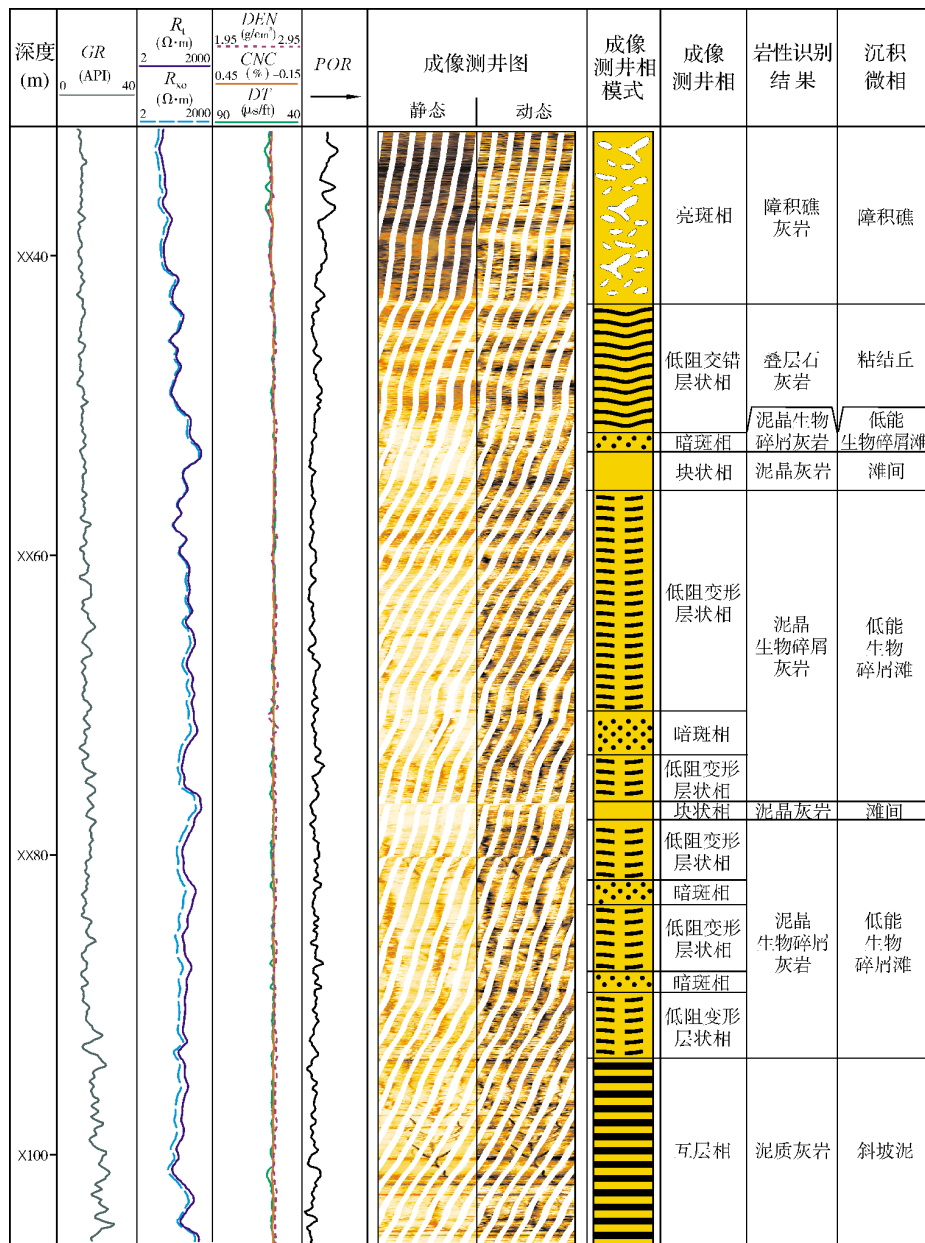 深度
(m)
GR
(API)
0 40
Rt
(Ω·m)
2 2000
Rxo
(Ω·m)
2 2000
DEN
(g/cm³)
1.95 2.95
CNC
0.45 (%) -0.15
DT
(μs/ft)
90 40
POR
成像测井图
静态 动态
成像
测井相
模式
成像
测井相
岩性识别
结果
沉积
微相
XX40
XX60
XX80
X100
亮斑相
障积礁
灰岩
障积礁
低阻交错
层状相
叠层石
灰岩
粘结丘
暗斑相
泥晶生物
碎屑灰岩
低能
生物碎屑滩
块状相
泥晶灰岩
滩间
低阻变形
层状相
泥晶
生物碎屑
灰岩
低能
生物
碎屑滩
暗斑相
低阻变形
层状相
块状相
泥晶灰岩
滩间
低阻变形
层状相
暗斑相
低阻变形
层状相
泥晶
生物碎屑
灰岩
低能
生物
碎屑滩
暗斑相
低阻变形
层状相
互层相
泥质灰岩
斜坡泥